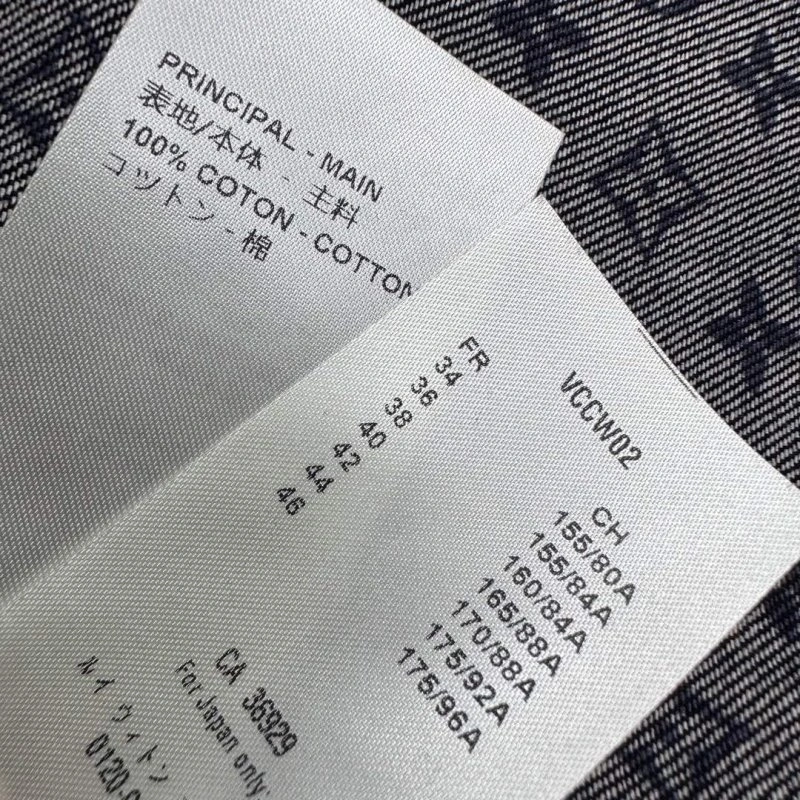 PRINCIPAL - MAIN
表地/本体 - 主料
100% COTON - COTTON
コットン - 棉
VCCW02
FR CH
34 155/80A
36 155/84A
38 160/84A
40 165/88A
42 170/88A
44 175/92A
46 175/96A
CA 36929
For Japan only
ルイ ヴィトン
0120-0